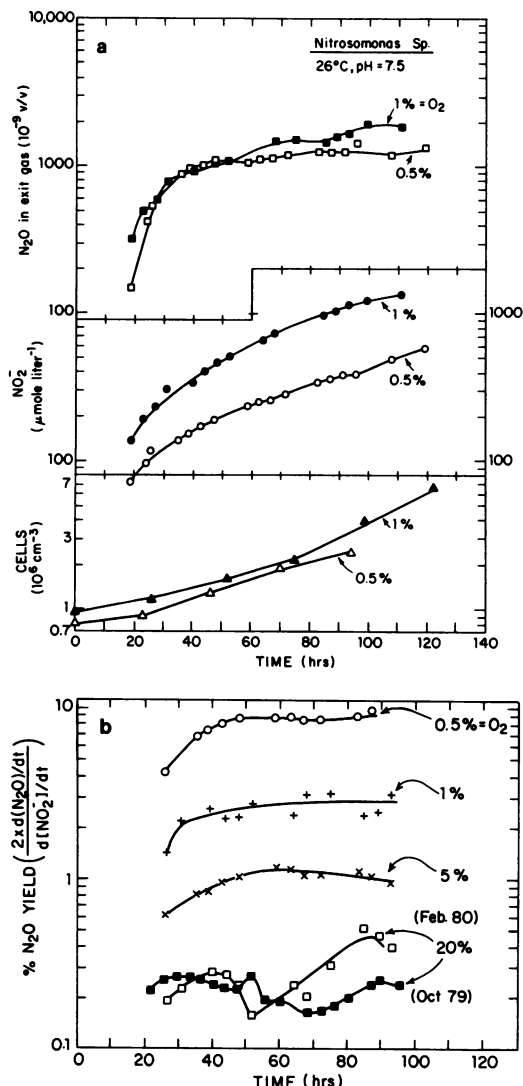 10,000
a
Nitrosomonas Sp.
26°C, pH = 7.5
1% = O₂
0.5%
N₂O in exit gas (10⁻⁹ v/v)
1000
100
1000
1%
0.5%
NO₂⁻
(μmole liter⁻¹)
100
100
7
3
1
0.7
CELLS
(10⁶ cm⁻³)
1%
0.5%
0 20 40 60 80 100 120 140
TIME (hrs)
10
b
0.5% = O₂
1%
5%
(Feb. 80)
20%
(Oct 79)
1
0.1
% N₂O YIELD (2xd(N₂O)/dt / d[NO₂⁻]/dt)
0 20 40 60 80 100 120
TIME (hrs)